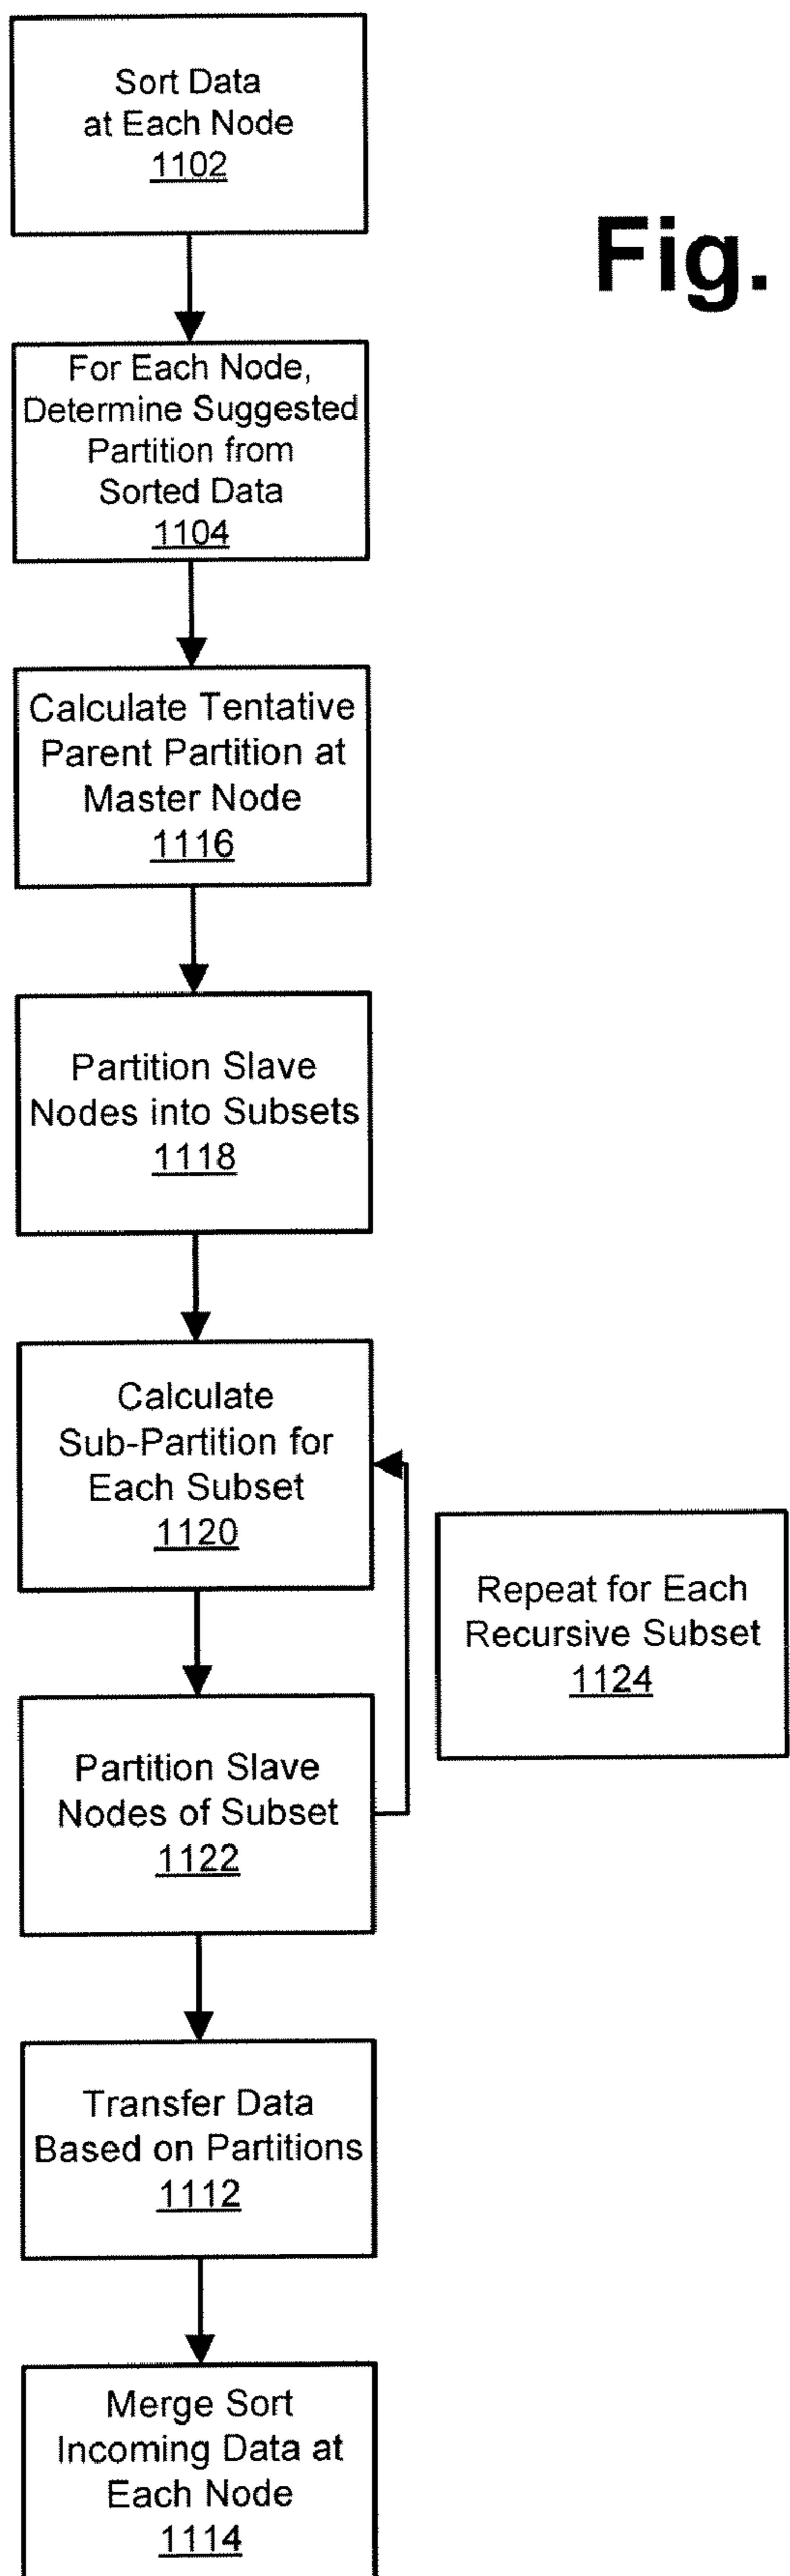 Sort Data
at Each Node
1102
Fig.
For Each Node,
Determine Suggested
Partition from
Sorted Data
1104
Calculate Tentative
Parent Partition at
Master Node
1116
Partition Slave
Nodes into Subsets
1118
Calculate
Sub-Partition for
Each Subset
1120
Repeat for Each
Recursive Subset
1124
Partition Slave
Nodes of Subset
1122
Transfer Data
Based on Partitions
1112
Merge Sort
Incoming Data at
Each Node
1114